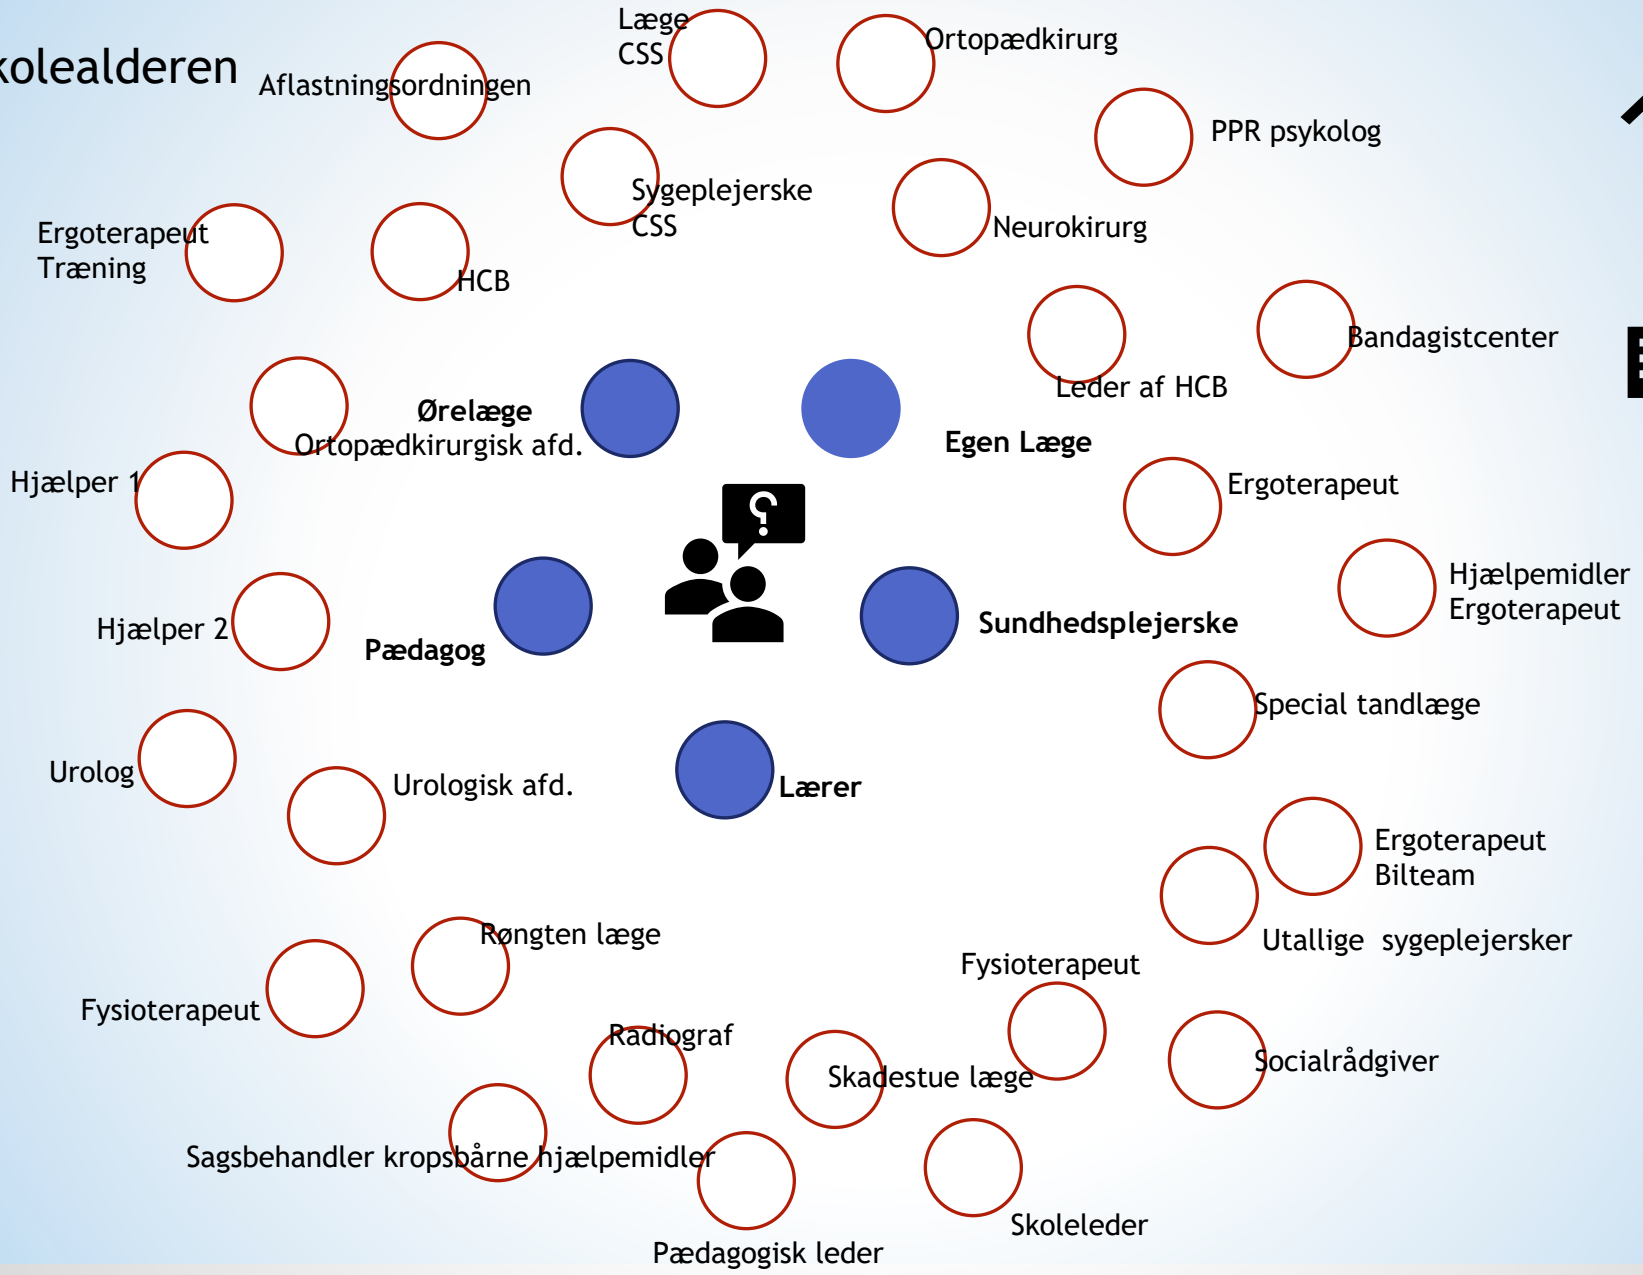 kolealderen
Læge
CSS
Ortopædkirurg
Aflastningsordningen
PPR psykolog
Sygeplejerske
CSS
Neurokirurg
Ergoterapeut
Træning
HCB
Bandagistcenter
Leder af HCB
Ørelæge
Ortopædkirurgisk afd.
Egen Læge
Hjælper 1
Ergoterapeut
?
Hjælpemidler
Ergoterapeut
Hjælper 2
Pædagog
Sundhedsplejerske
Special tandlæge
Urolog
Urologisk afd.
Lærer
Ergoterapeut
Bilteam
Røngten læge
Utallige  sygeplejersker
Fysioterapeut
Fysioterapeut
Radiograf
Skadestue læge
Socialrådgiver
Sagsbehandler kropsbårne hjælpemidler
Skoleleder
Pædagogisk leder